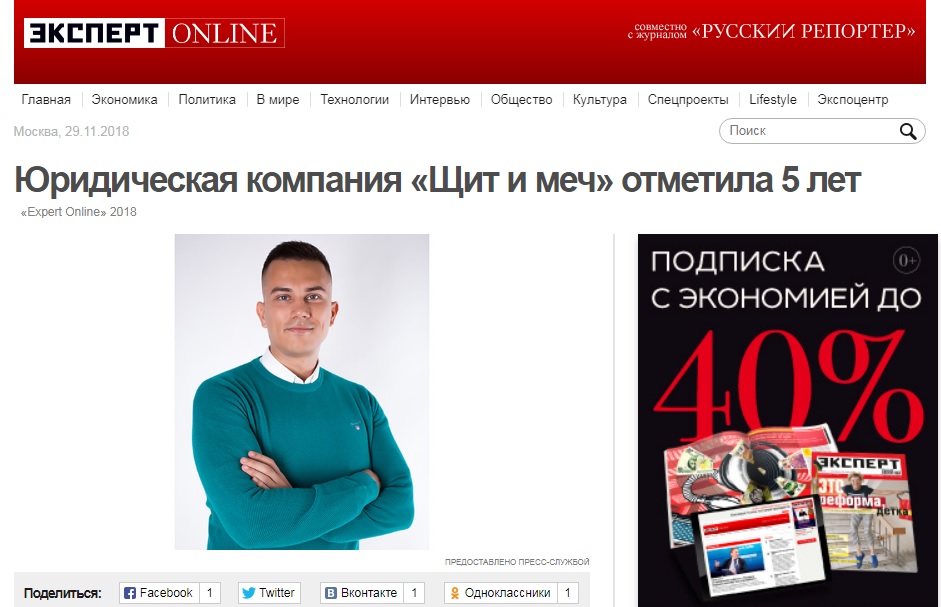 ЭКСПЕРТ ONLINE
совместно с журналом «РУССКИЙ РЕПОРТЕР»
Главная Экономика Политика В мире Технологии Интервью Общество Культура Спецпроекты Lifestyle Экспоцентр
Москва, 29.11.2018
Поиск
Юридическая компания «Щит и меч» отметила 5 лет
«Expert Online» 2018
ПОДПИСКА 0+
С ЭКОНОМИЕЙ ДО
40%
ЭКСПЕРТ
ЭТО
реформа
детка
ПРЕДОСТАВЛЕНО ПРЕСС-СЛУЖБОЙ
Поделиться: Facebook 1 Twitter Вконтакте 1 Одноклассники 1